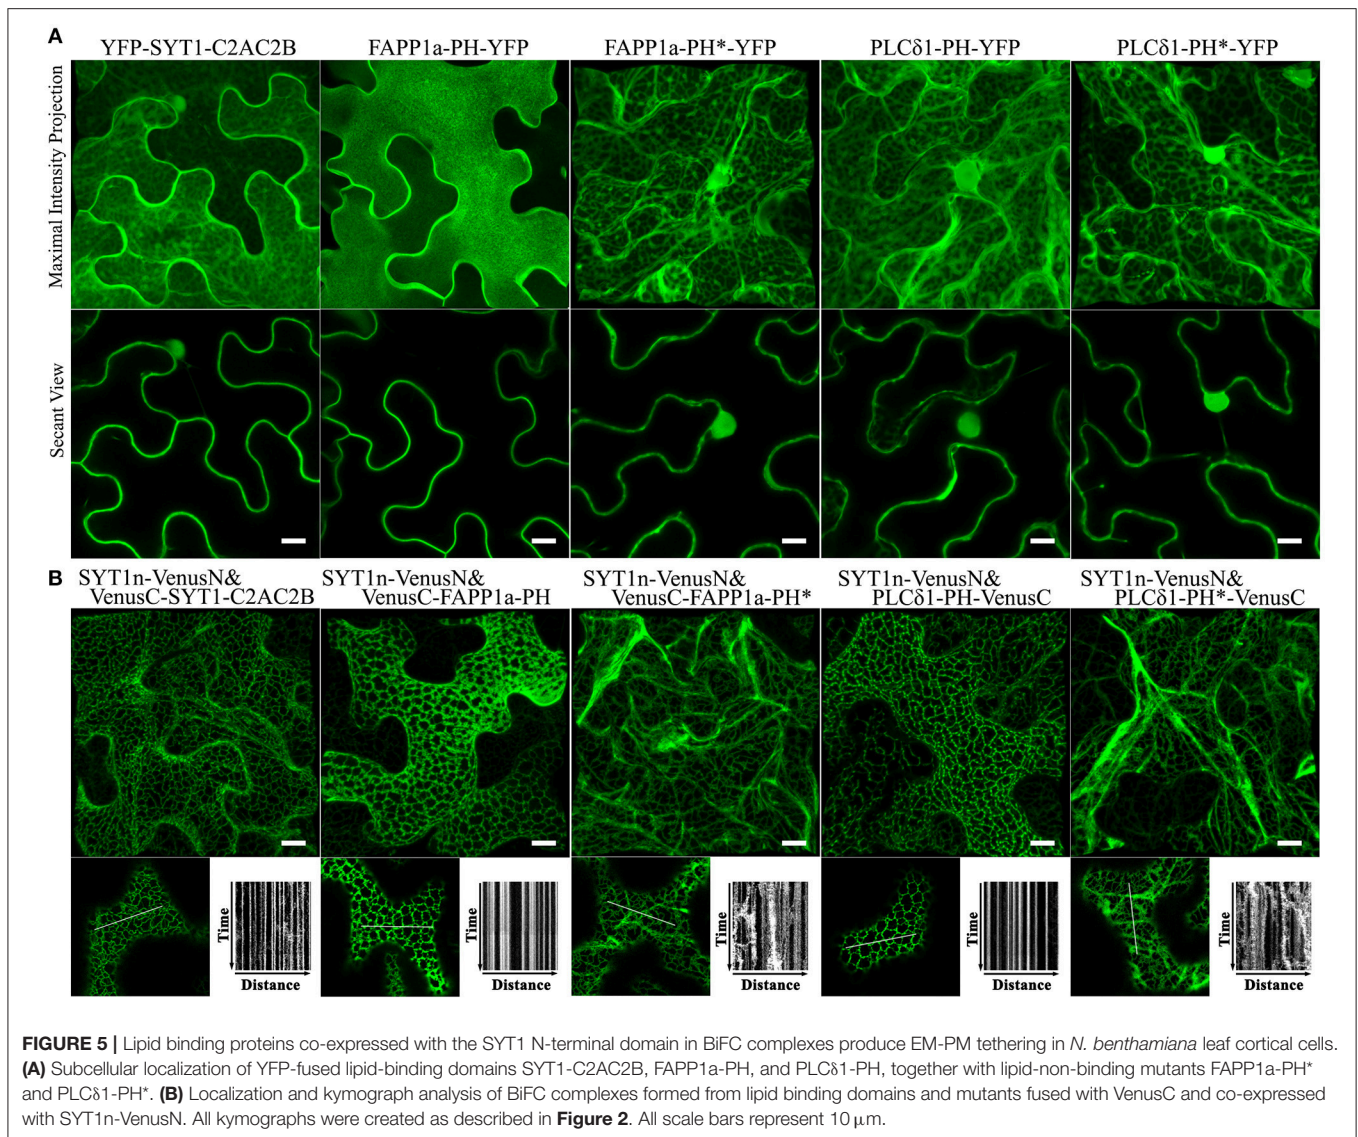 A
YFP-SYT1-C2AC2B
FAPP1a-PH-YFP
FAPP1a-PH*-YFP
PLCδ1-PH-YFP
PLCδ1-PH*-YFP
Maximal Intensity Projection
Secant View
B
SYT1n-VenusN&
VenusC-SYT1-C2AC2B
SYT1n-VenusN&
VenusC-FAPP1a-PH
SYT1n-VenusN&
VenusC-FAPP1a-PH*
SYT1n-VenusN&
PLCδ1-PH-VenusC
SYT1n-VenusN&
PLCδ1-PH*-VenusC
Time
Distance
Time
Distance
Time
Distance
Time
Distance
Time
Distance
FIGURE 5 | Lipid binding proteins co-expressed with the SYT1 N-terminal domain in BiFC complexes produce EM-PM tethering in N. benthamiana leaf cortical cells.
(A) Subcellular localization of YFP-fused lipid-binding domains SYT1-C2AC2B, FAPP1a-PH, and PLCδ1-PH, together with lipid-non-binding mutants FAPP1a-PH*
and PLCδ1-PH*. (B) Localization and kymograph analysis of BiFC complexes formed from lipid binding domains and mutants fused with VenusC and co-expressed
with SYT1n-VenusN. All kymographs were created as described in Figure 2. All scale bars represent 10 μm.